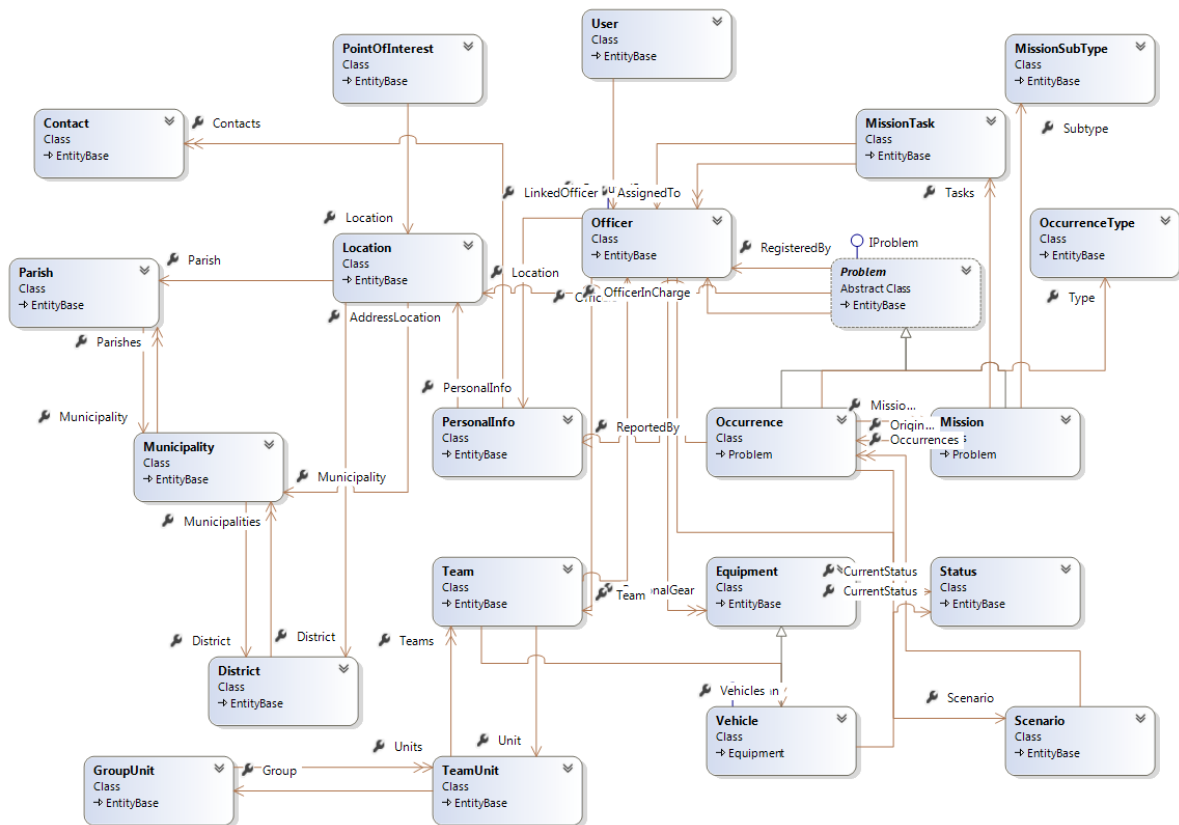 User
Class
→ EntityBase
PointOfInterest
Class
→ EntityBase
MissionSubType
Class
→ EntityBase
Contact
Class
→ EntityBase
Contacts
MissionTask
Class
→ EntityBase
Subtype
LinkedOfficer
AssignedTo
Tasks
Location
Officer
Class
→ EntityBase
OccurrenceType
Class
→ EntityBase
Location
Class
→ EntityBase
RegisteredBy
IProblem
Parish
Class
→ EntityBase
Parish
Location
Problem
Abstract Class
→ EntityBase
OfficerInCharge
Type
AddressLocation
Parishes
PersonalInfo
Municipality
PersonalInfo
Class
→ EntityBase
ReportedBy
Occurrence
Class
→ Problem
Missio...
Origin...
Occurrences
Mission
→ Problem
Municipality
Class
→ EntityBase
Municipality
Municipalities
Team
Class
→ EntityBase
Team
onalGear
Equipment
Class
→ EntityBase
CurrentStatus
CurrentStatus
Status
Class
→ EntityBase
District
District
Teams
District
Class
→ EntityBase
Vehicles
Vehicle
Class
→ Equipment
Scenario
Scenario
Class
→ EntityBase
Units
Unit
GroupUnit
Class
→ EntityBase
Group
TeamUnit
Class
→ EntityBase